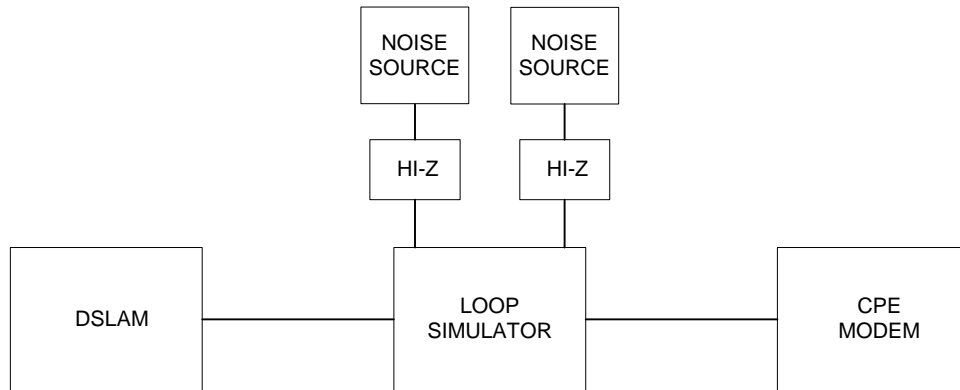 NOISE
SOURCE
NOISE
SOURCE
HI-Z
HI-Z
DSLAM
LOOP
SIMULATOR
CPE
MODEM